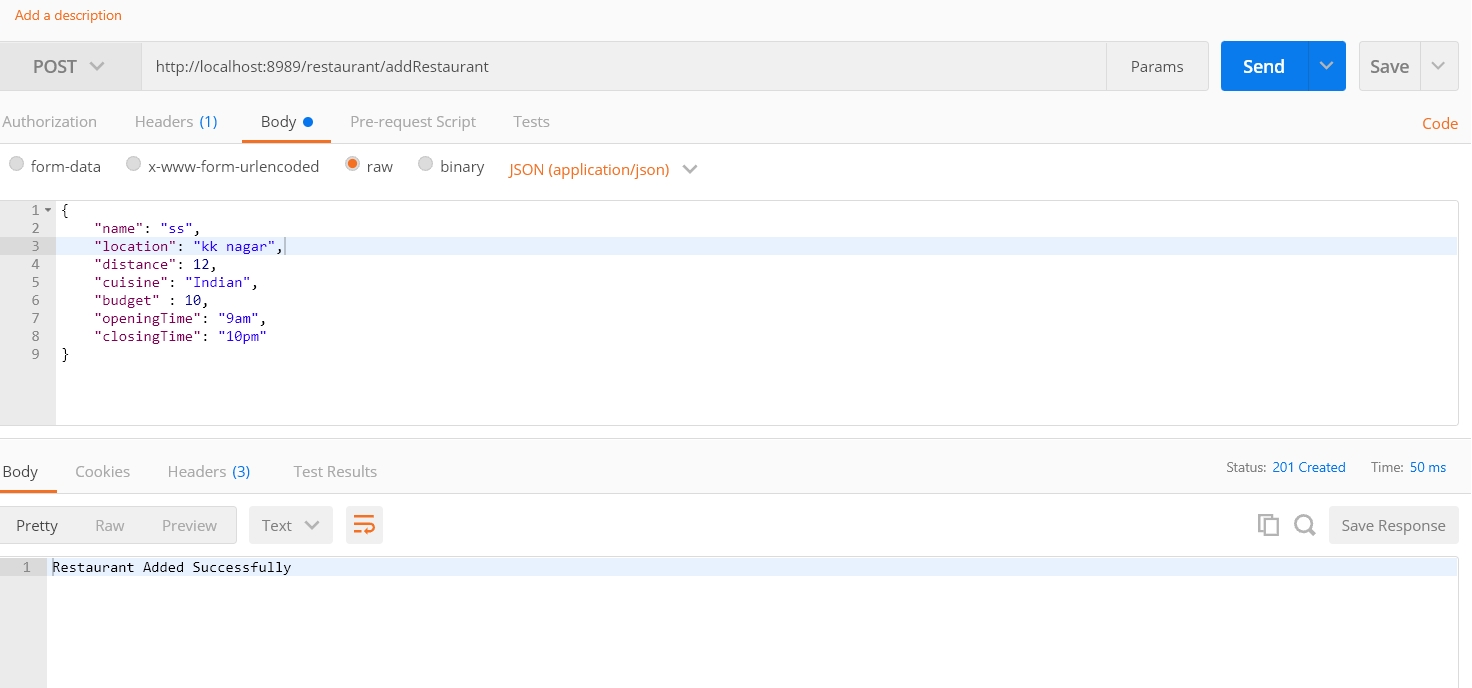 Add a description
POST http://localhost:8989/restaurant/addRestaurant Params Send Save
Authorization Headers (1) Body Pre-request Script Tests Code
form-data x-www-form-urlencoded raw binary JSON (application/json)
1 {
2 "name": "ss",
3 "location": "kk nagar",
4 "distance": 12,
5 "cuisine": "Indian",
6 "budget" : 10,
7 "openingTime": "9am",
8 "closingTime": "10pm"
9 }
Body Cookies Headers (3) Test Results Status: 201 Created Time: 50 ms
Pretty Raw Preview Text Save Response
1 Restaurant Added Successfully